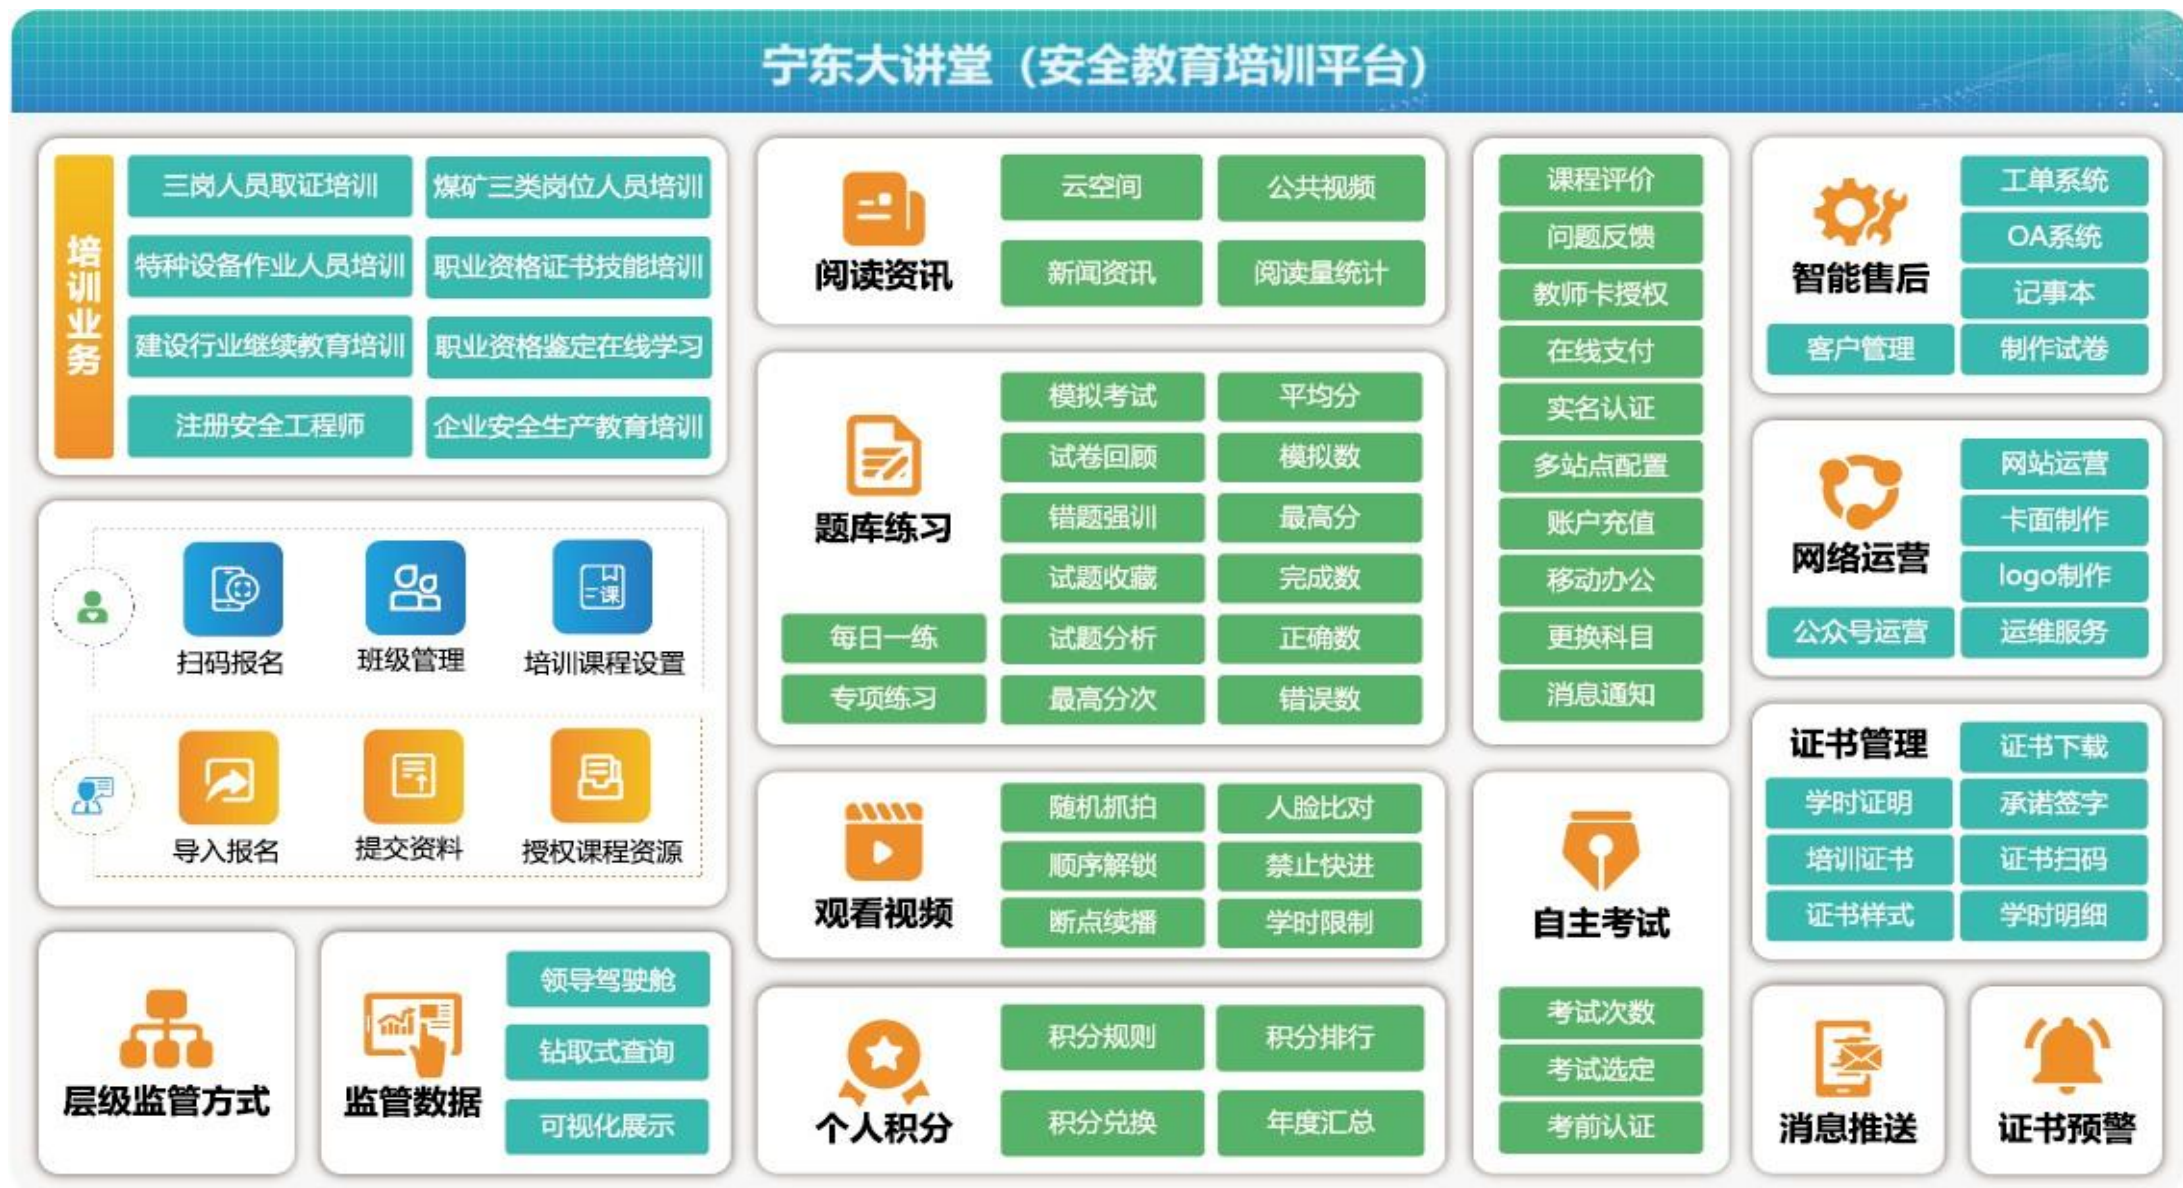 宁东大讲堂（安全教育培训平台）
培训业务
三岗人员取证培训
煤矿三类岗位人员培训
特种设备作业人员培训
职业资格证书技能培训
建设行业继续教育培训
职业资格鉴定在线学习
注册安全工程师
企业安全生产教育培训
扫码报名
班级管理
课
培训课程设置
导入报名
提交资料
授权课程资源
层级监管方式
监管数据
领导驾驶舱
钻取式查询
可视化展示
阅读资讯
云空间
公共视频
新闻资讯
阅读量统计
题库练习
模拟考试
平均分
试卷回顾
模拟数
错题强训
最高分
试题收藏
完成数
每日一练
试题分析
正确数
专项练习
最高分次
错误数
观看视频
随机抓拍
人脸比对
顺序解锁
禁止快进
断点续播
学时限制
个人积分
积分规则
积分排行
积分兑换
年度汇总
课程评价
问题反馈
教师卡授权
在线支付
实名认证
多站点配置
账户充值
移动办公
更换科目
消息通知
自主考试
考试次数
考试选定
考前认证
智能售后
工单系统
OA系统
记事本
客户管理
制作试卷
网络运营
网站运营
卡面制作
logo制作
公众号运营
运维服务
证书管理
证书下载
学时证明
承诺签字
培训证书
证书扫码
证书样式
学时明细
消息推送
证书预警